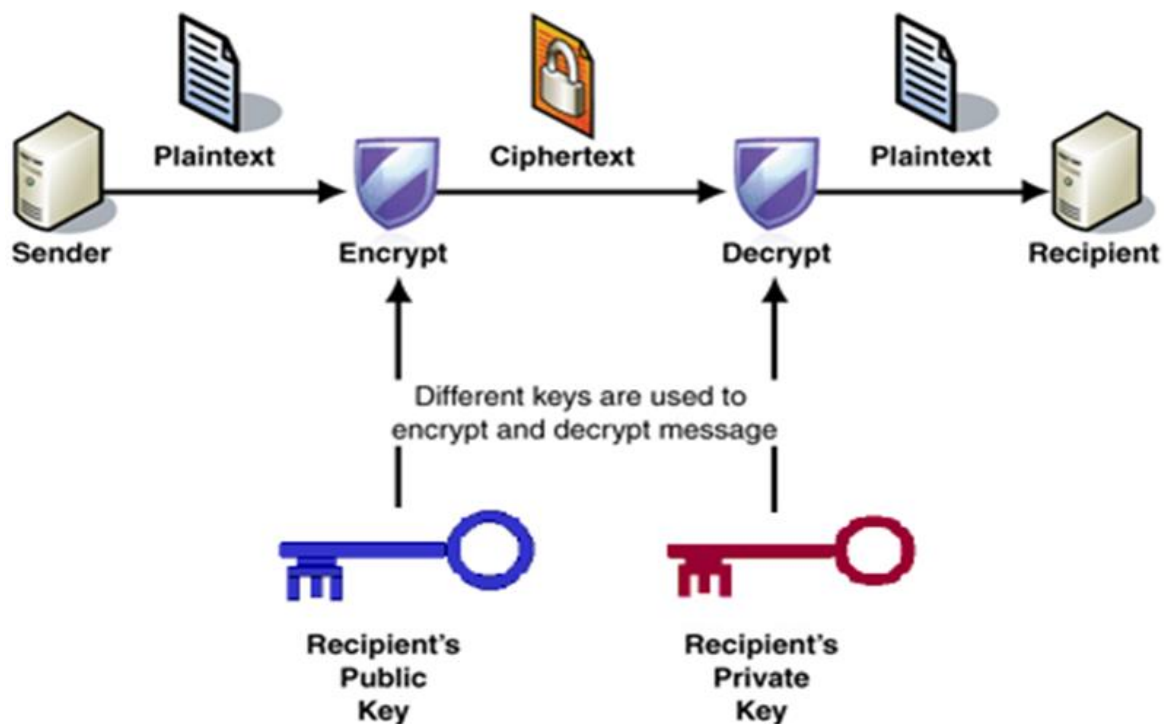 Plaintext
Ciphertext
Plaintext
Sender
Encrypt
Decrypt
Recipient
Different keys are used to
encrypt and decrypt message
Recipient's
Public
Key
Recipient's
Private
Key